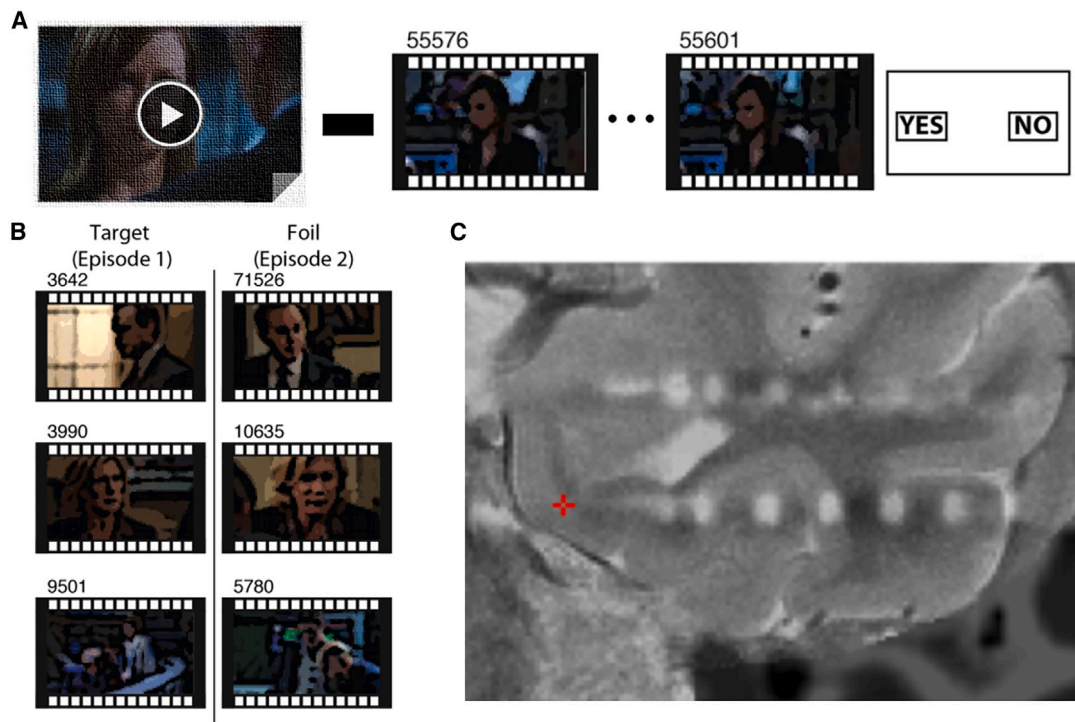 A
55576
55601
YES
NO
B
Target
(Episode 1)
Foil
(Episode 2)
3642
71526
3990
10635
9501
5780
C